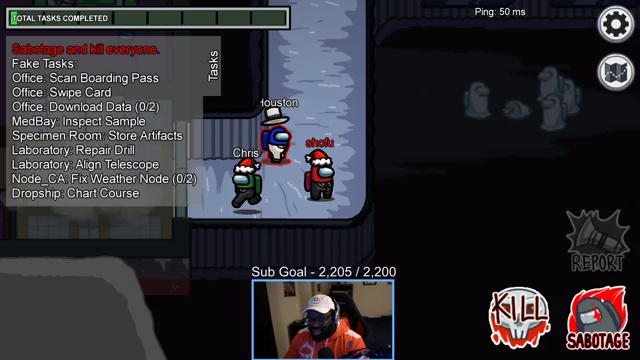 TOTAL TASKS COMPLETED
Ping: 50 ms
Sabotage and kill everyone.
Fake Tasks:
Office: Scan Boarding Pass
Office: Swipe Card
Office: Download Data (0/2)
MedBay: Inspect Sample
Specimen Room: Store Artifacts
Laboratory: Repair Drill
Laboratory: Align Telescope
Node_CA: Fix Weather Node (0/2)
Dropship: Chart Course
Tasks
Houston
Chris
shofu
REPORT
Sub Goal - 2,205 / 2,200
KILL
SABOTAGE